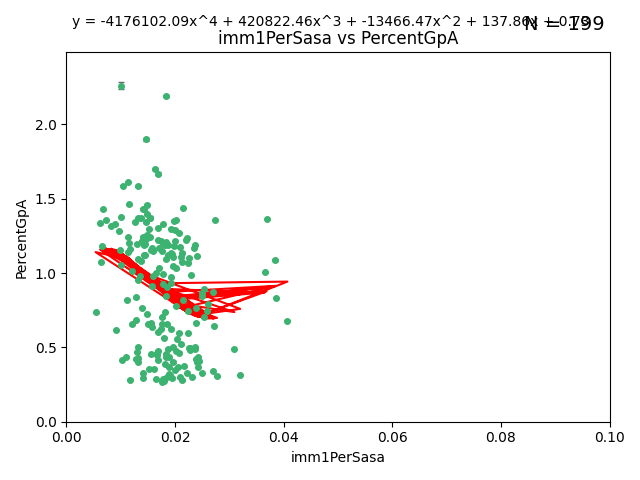 y = -4176102.09x^4 + 420822.46x^3 + -13466.47x^2 + 137.86x + 0.73
N = 199
imm1PerSasa vs PercentGpA
PercentGpA
2.0
1.5
1.0
0.5
0.0
0.00 0.02 0.04 0.06 0.08 0.10
imm1PerSasa